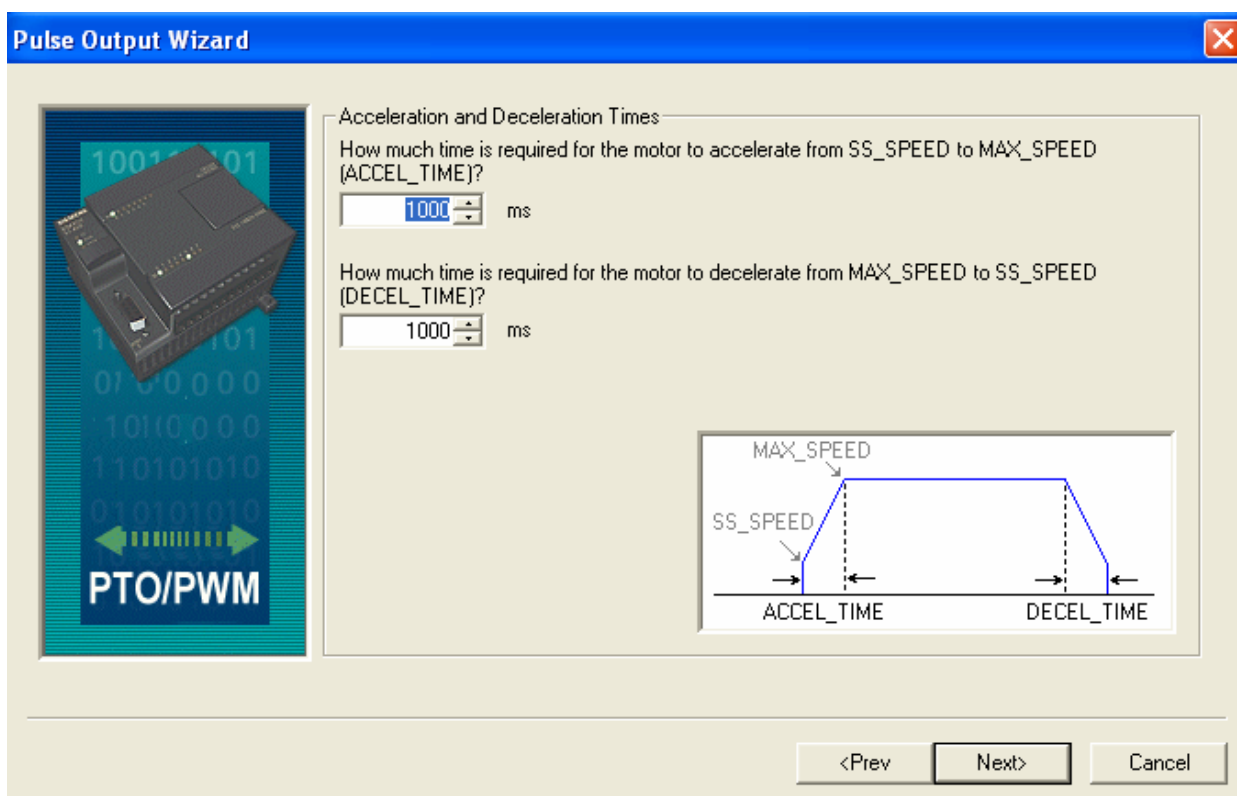 Pulse Output Wizard
Acceleration and Deceleration Times
How much time is required for the motor to accelerate from SS_SPEED to MAX_SPEED
(ACCEL_TIME)?
1000 ms
How much time is required for the motor to decelerate from MAX_SPEED to SS_SPEED
(DECEL_TIME)?
1000 ms
MAX_SPEED
SS_SPEED
ACCEL_TIME DECEL_TIME
110101010
010101010
PTO/PWM
<Prev Next> Cancel